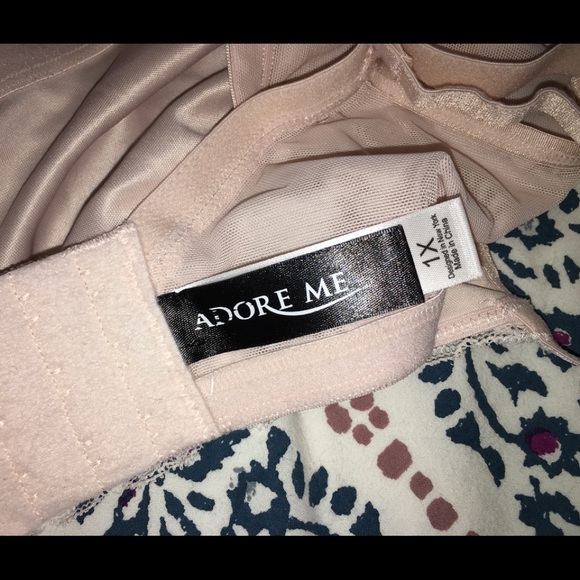 ADORE ME
1X
Designed in New York
Made in China